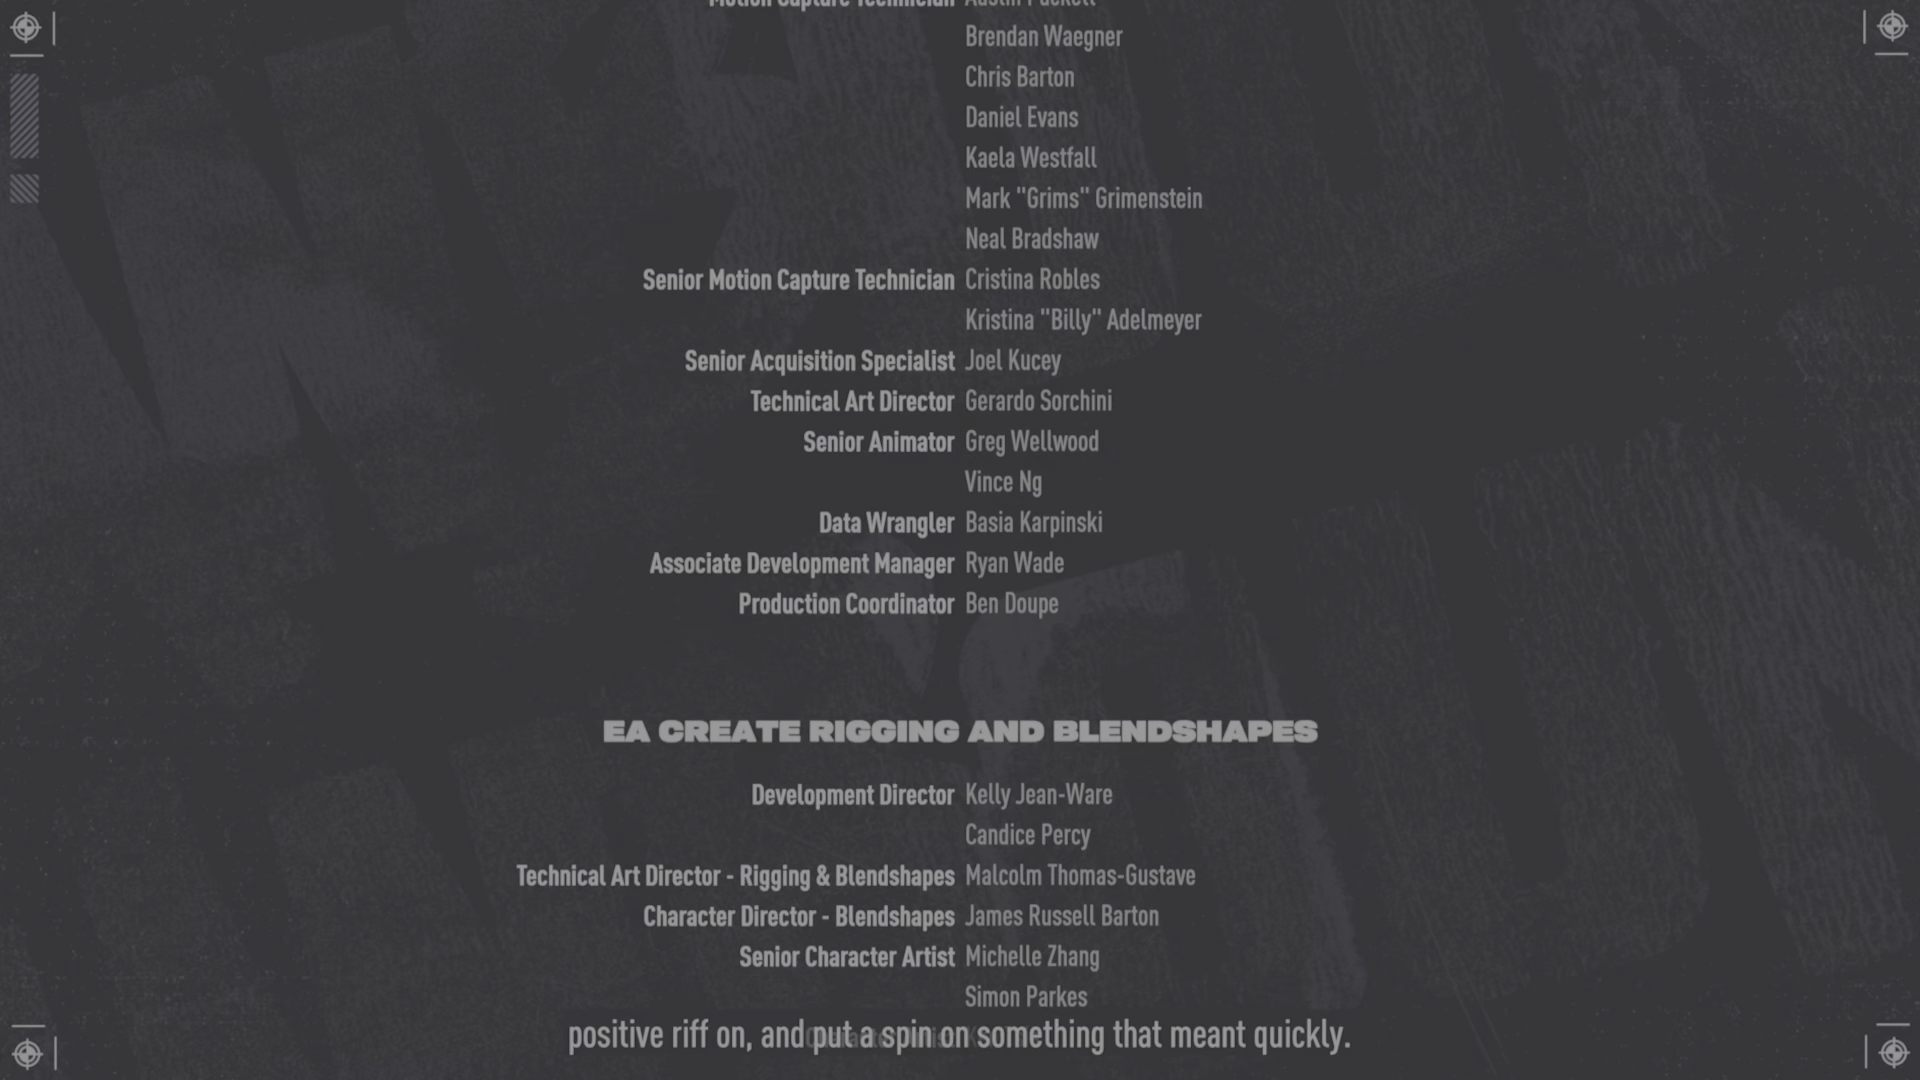 Motion Capture Technician Austin Puckett
Brendan Waegner
Chris Barton
Daniel Evans
Kaela Westfall
Mark "Grims" Grimenstein
Neal Bradshaw
Senior Motion Capture Technician Cristina Robles
Kristina "Billy" Adelmeyer
Senior Acquisition Specialist Joel Kucey
Technical Art Director Gerardo Sorchini
Senior Animator Greg Wellwood
Vince Ng
Data Wrangler Basia Karpinski
Associate Development Manager Ryan Wade
Production Coordinator Ben Doupe
EA CREATE RIGGING AND BLENDSHAPES
Development Director Kelly Jean-Ware
Candice Percy
Technical Art Director - Rigging & Blendshapes Malcolm Thomas-Gustave
Character Director - Blendshapes James Russell Barton
Senior Character Artist Michelle Zhang
Simon Parkes
positive riff on, and put a spin on something that meant quickly.